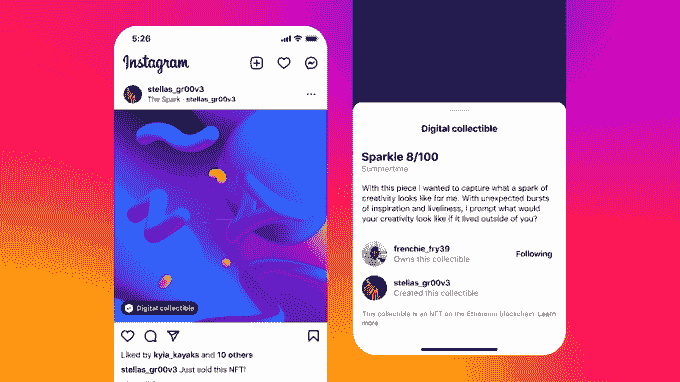 5:26
Instagram
stellas_gr00v3
The Spark · stellas_gr00v3
Digital collectible
Liked by kyia_kayaks and 10 others
stellas_gr00v3 Just sold this NFT!
Digital collectible
Sparkle 8/100
Summertime
With this piece I wanted to capture what a spark of
creativity looks like for me. With unexpected bursts
of inspiration and liveliness, I prompt what would
your creativity look like if it lived outside of you?
frenchie_fry39
Owns this collectible
Following
stellas_gr00v3
Created this collectible
This collectible is an NFT on the Ethereum blockchain. Learn
more